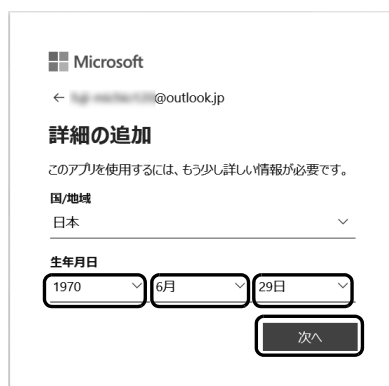 Microsoft
← @outlook.jp
詳細の追加
このアプリを使用するには、もう少し詳しい情報が必要です。
国/地域
日本
生年月日
1970 6月 29日
次へ